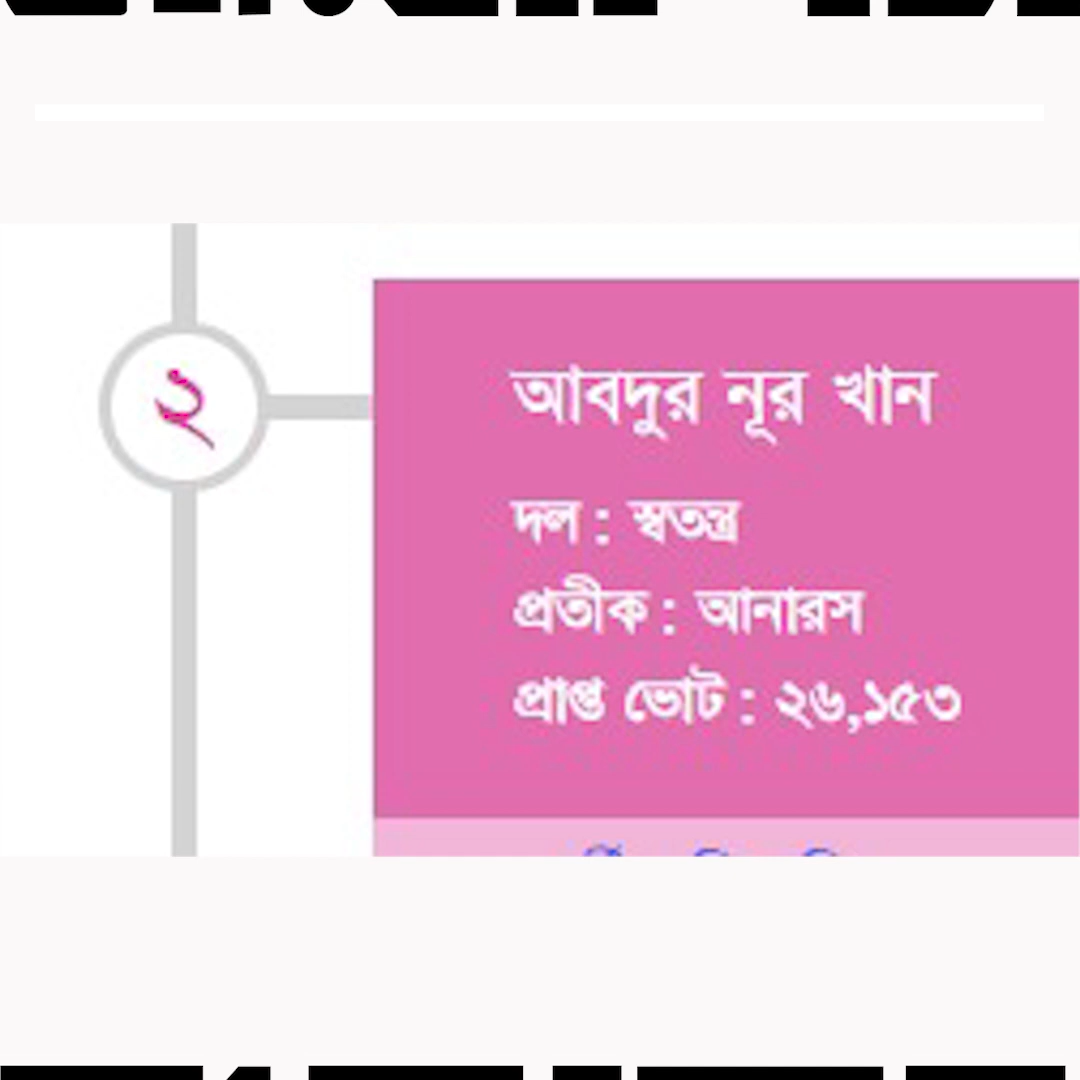 ২
আবদুর নূর খান
দল : স্বতন্ত্র
প্রতীক : আনারস
প্রাপ্ত ভোট : ২৬,১৫৩